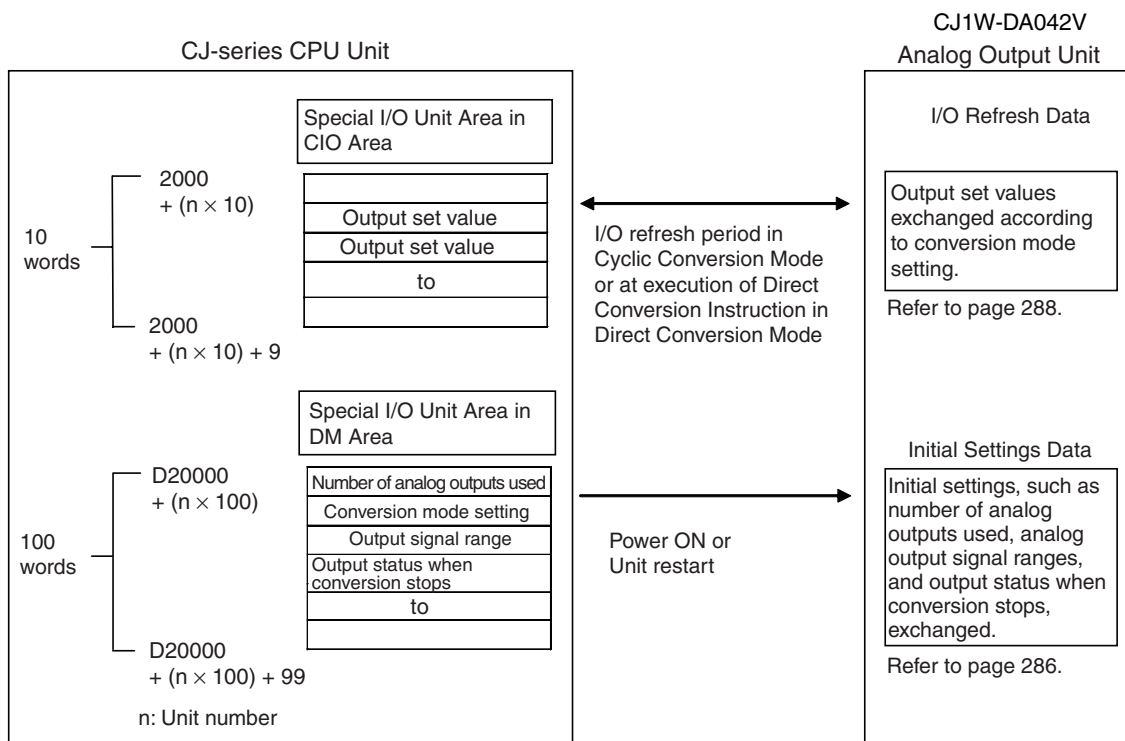 CJ1W-DA042V
CJ-series CPU Unit
Analog Output Unit
Special I/O Unit Area in
CIO Area
I/O Refresh Data
2000
+ (n × 10)
10
words
Output set value
Output set value
to
2000
+ (n × 10) + 9
I/O refresh period in
Cyclic Conversion Mode
or at execution of Direct
Conversion Instruction in
Direct Conversion Mode
Output set values
exchanged according
to conversion mode
setting.
Refer to page 288.
Special I/O Unit Area in
DM Area
Initial Settings Data
D20000
+ (n × 100)
100
words
Number of analog outputs used
Conversion mode setting
Output signal range
Output status when
conversion stops
to
D20000
+ (n × 100) + 99
Power ON or
Unit restart
Initial settings, such as
number of analog
outputs used, analog
output signal ranges,
and output status when
conversion stops,
exchanged.
Refer to page 286.
n: Unit number